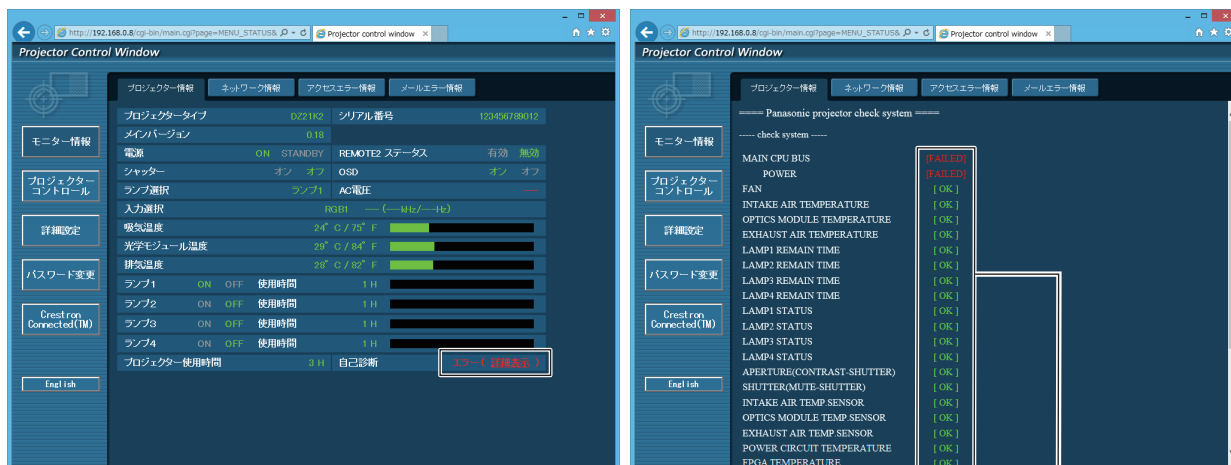 http://192.168.0.8/cgi-bin/main.cgi?page=MENU_STATUS&
Projector control window
Projector Control Window
プロジェクター情報 ネットワーク情報 アクセスエラー情報 メールエラー情報
モニター情報
プロジェクター
コントロール
詳細設定
パスワード変更
Crestron
Connected(TM)
English
プロジェクタータイプ DZ21K2 シリアル番号 123456789012
メインバージョン 0.18
電源 ON STANDBY REMOTE2 ステータス 有効 無効
シャッター オン オフ OSD オン オフ
ランプ選択 ランプ1 AC電圧 ---
入力選択 RGB1 ---(---kHz/---Hz)
吸気温度 24°C / 75°F
光学モジュール温度 29°C / 84°F
排気温度 28°C / 82°F
ランプ1 ON OFF 使用時間 1 H
ランプ2 ON OFF 使用時間 1 H
ランプ3 ON OFF 使用時間 1 H
ランプ4 ON OFF 使用時間 1 H
プロジェクター使用時間 3 H 自己診断 エラー( 詳細表示 )
http://192.168.0.8/cgi-bin/main.cgi?page=MENU_STATUS&
Projector control window
Projector Control Window
プロジェクター情報 ネットワーク情報 アクセスエラー情報 メールエラー情報
モニター情報
プロジェクター
コントロール
詳細設定
パスワード変更
Crestron
Connected(TM)
English
==== Panasonic projector check system ====
----- check system -----
MAIN CPU BUS [FAILED]
POWER [FAILED]
FAN [ OK ]
INTAKE AIR TEMPERATURE [ OK ]
OPTICS MODULE TEMPERATURE [ OK ]
EXHAUST AIR TEMPERATURE [ OK ]
LAMP1 REMAIN TIME [ OK ]
LAMP2 REMAIN TIME [ OK ]
LAMP3 REMAIN TIME [ OK ]
LAMP4 REMAIN TIME [ OK ]
LAMP1 STATUS [ OK ]
LAMP2 STATUS [ OK ]
LAMP3 STATUS [ OK ]
LAMP4 STATUS [ OK ]
APERTURE(CONTRAST-SHUTTER) [ OK ]
SHUTTER(MUTE-SHUTTER) [ OK ]
INTAKE AIR TEMP.SENSOR [ OK ]
OPTICS MODULE TEMP.SENSOR [ OK ]
EXHAUST AIR TEMP.SENSOR [ OK ]
POWER CIRCUIT TEMPERATURE [ OK ]
FPGA TEMPERATURE [ OK ]